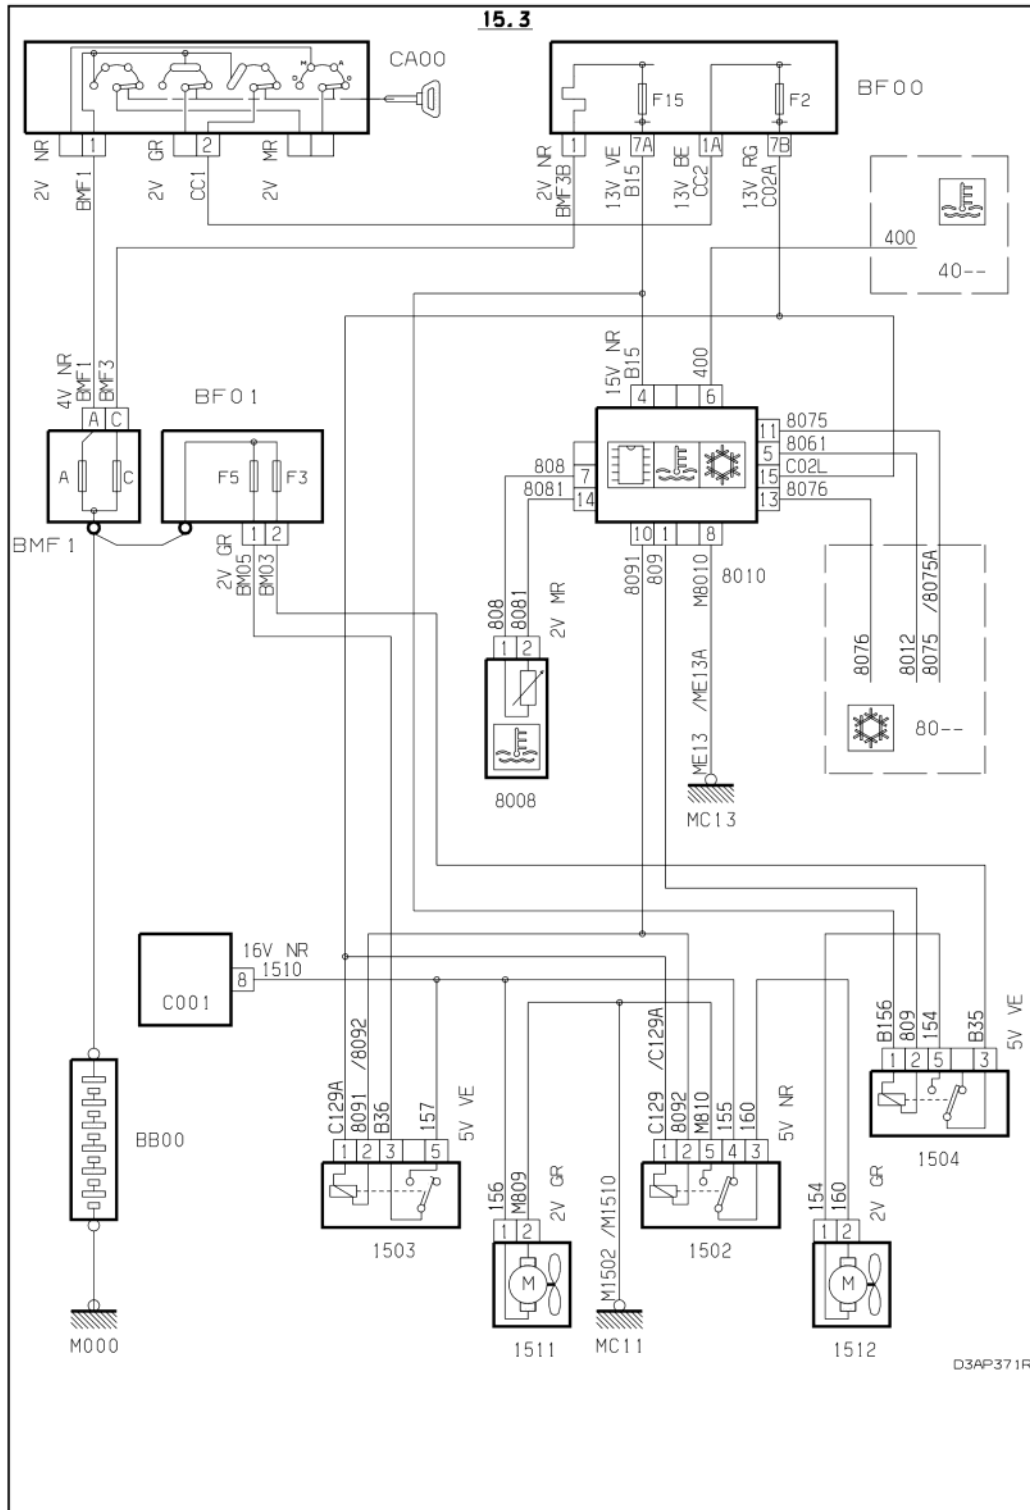 15.3
CA00
BF00
M A
D O
F15
F2
1
2
1
7A
1A
7B
2V NR
BMF1
2V GR
CC1
2V MR
2V NR
BMF3B
13V VE
B15
13V BE
CC2
13V RG
C02A
400
40--
4V NR
BMF1
BMF3
BF01
15V NR
B15
400
A
C
4
6
A
C
F5
F3
11
5
15
13
8075
8061
C02L
8076
808
8081
7
14
BMF1
1
2
10
1
8
8010
2V GR
BM05
BM03
8091
809
M8010
808
8081
2V MR
1
2
8008
ME13 /ME13A
MC13
8076
8012
8075 /8075A
80--
C001
16V NR
1510
8
BB00
M000
C129A
8091 /8092
B36
157
5V VE
1
2
3
5
1503
156
M809
2V GR
1
2
M
1511
M1502 /M1510
MC11
C129 /C129A
8092
M810
155
160
5V NR
1
2
5
4
3
1502
154
160
2V GR
1
2
M
1512
B156
809
154
B35
5V VE
1
2
5
3
1504
D3AP371R